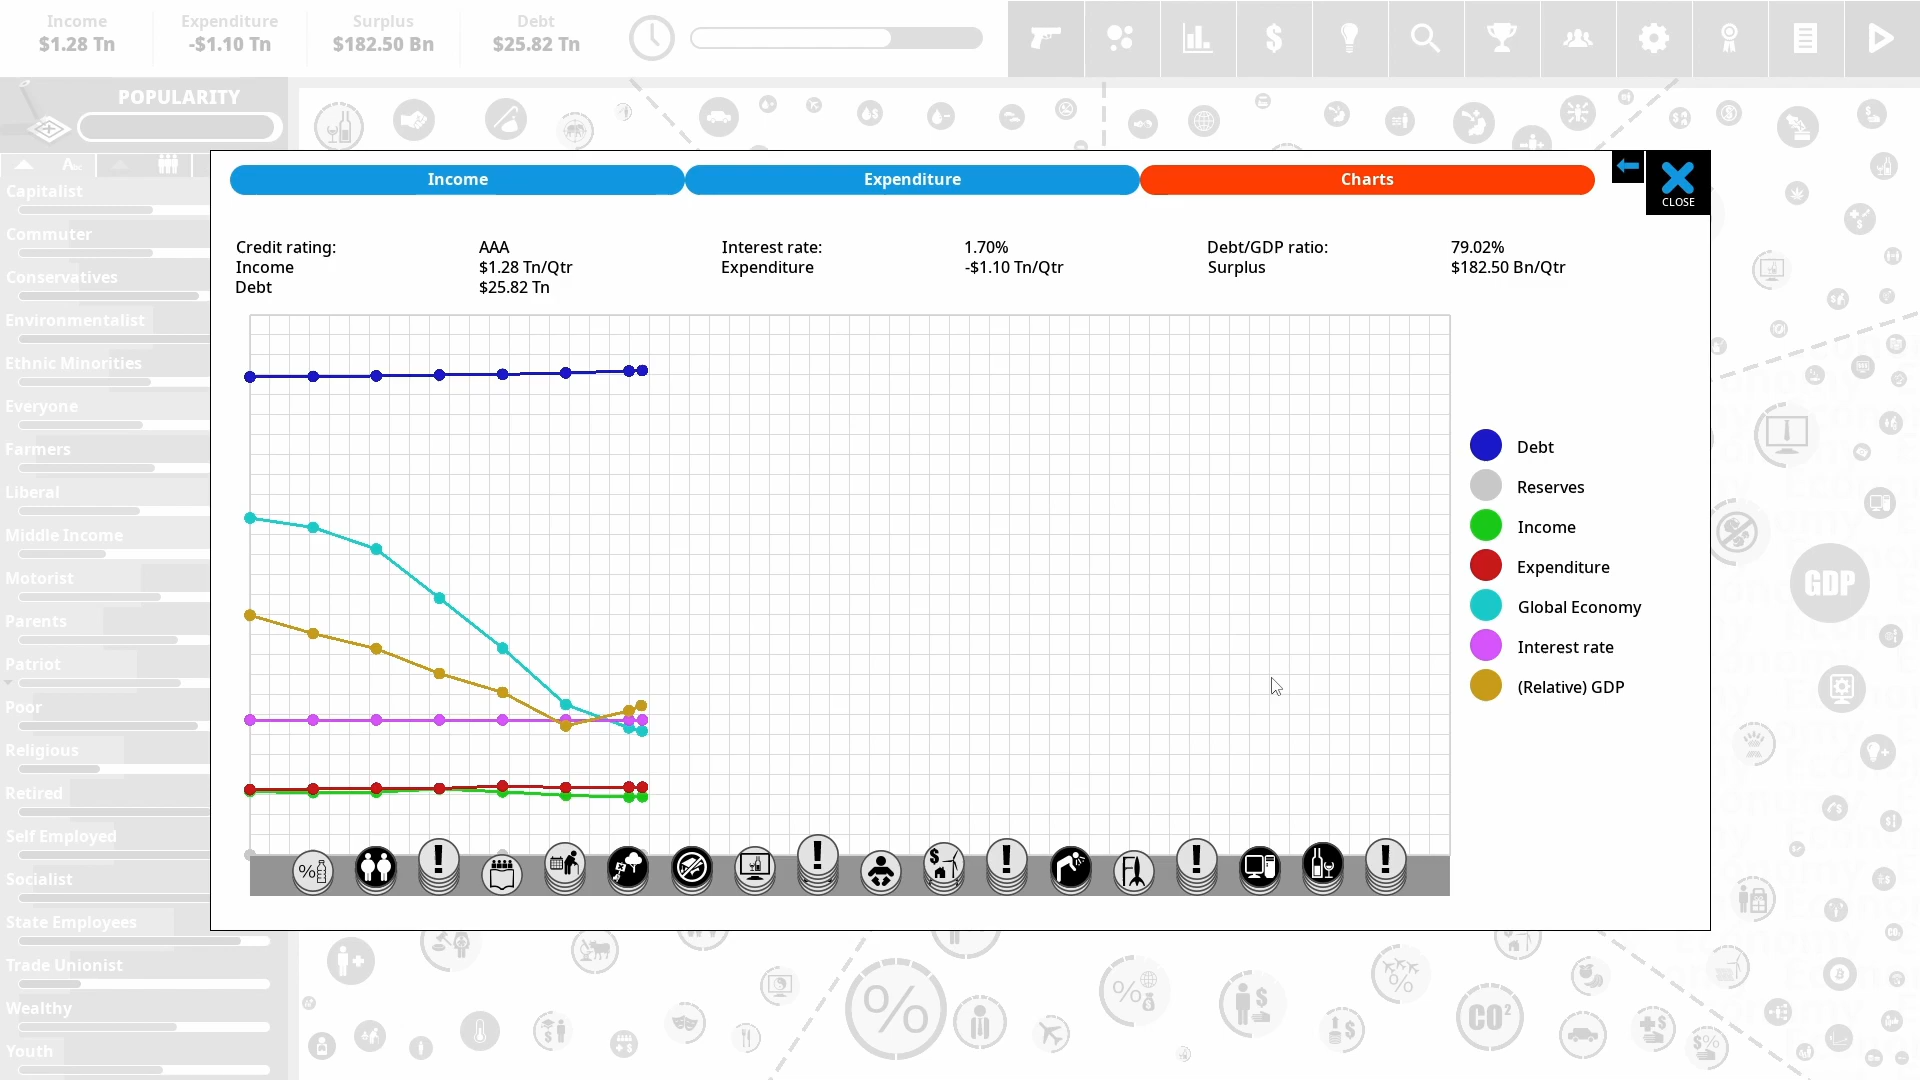 Income
Expenditure
Surplus
Debt
$1.28 Tn
-$1.10 Tn
$182.50 Bn
$25.82 Tn
POPULARITY
Capitalist
Commuter
Conservatives
Environmentalist
Ethnic Minorities
Everyone
Farmers
Liberal
Middle Income
Motorist
Parents
Patriot
Poor
Religious
Retired
Self Employed
Socialist
State Employees
Trade Unionist
Wealthy
Youth
Income
Expenditure
Charts
CLOSE
Credit rating:
AAA
Interest rate:
1.70%
Debt/GDP ratio:
79.02%
Income
$1.28 Tn/Qtr
Expenditure
-$1.10 Tn/Qtr
Surplus
$182.50 Bn/Qtr
Debt
$25.82 Tn
Debt
Reserves
Income
Expenditure
Global Economy
Interest rate
(Relative) GDP
GDP
CO²